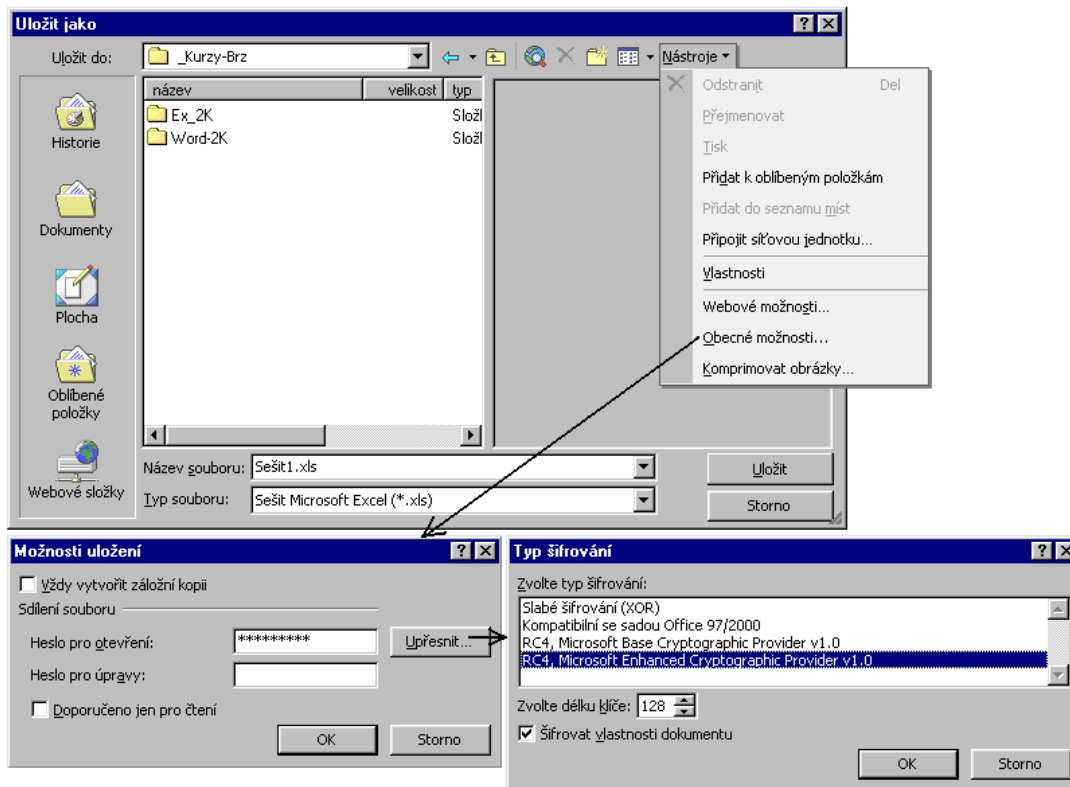 Uložit jako
Uložit do:
_Kurzy-Brz
Nástroje
název velikost typ
Ex_2K Složl
Word-2K Složl
Historie
Dokumenty
Plocha
Oblíbené
položky
Webové složky
Odstranit Del
Přejmenovat
Tisk
Přidat k oblíbeným položkám
Přidat do seznamu míst
Připojit síťovou jednotku...
Vlastnosti
Webové možnosti...
Obecné možnosti...
Komprimovat obrázky...
Název souboru: Sešit1.xls
Uložit
Typ souboru: Sešit Microsoft Excel (*.xls)
Storno
Možnosti uložení
Vždy vytvořit záložní kopii
Sdílení souboru
Heslo pro otevření: *********
Upřesnit...
Heslo pro úpravy:
Doporučeno jen pro čtení
OK Storno
Typ šifrování
Zvolte typ šifrování:
Slabé šifrování (XOR)
Kompatibilní se sadou Office 97/2000
RC4, Microsoft Base Cryptographic Provider v1.0
RC4, Microsoft Enhanced Cryptographic Provider v1.0
Zvolte délku klíče: 128
Šifrovat vlastnosti dokumentu
OK Storno